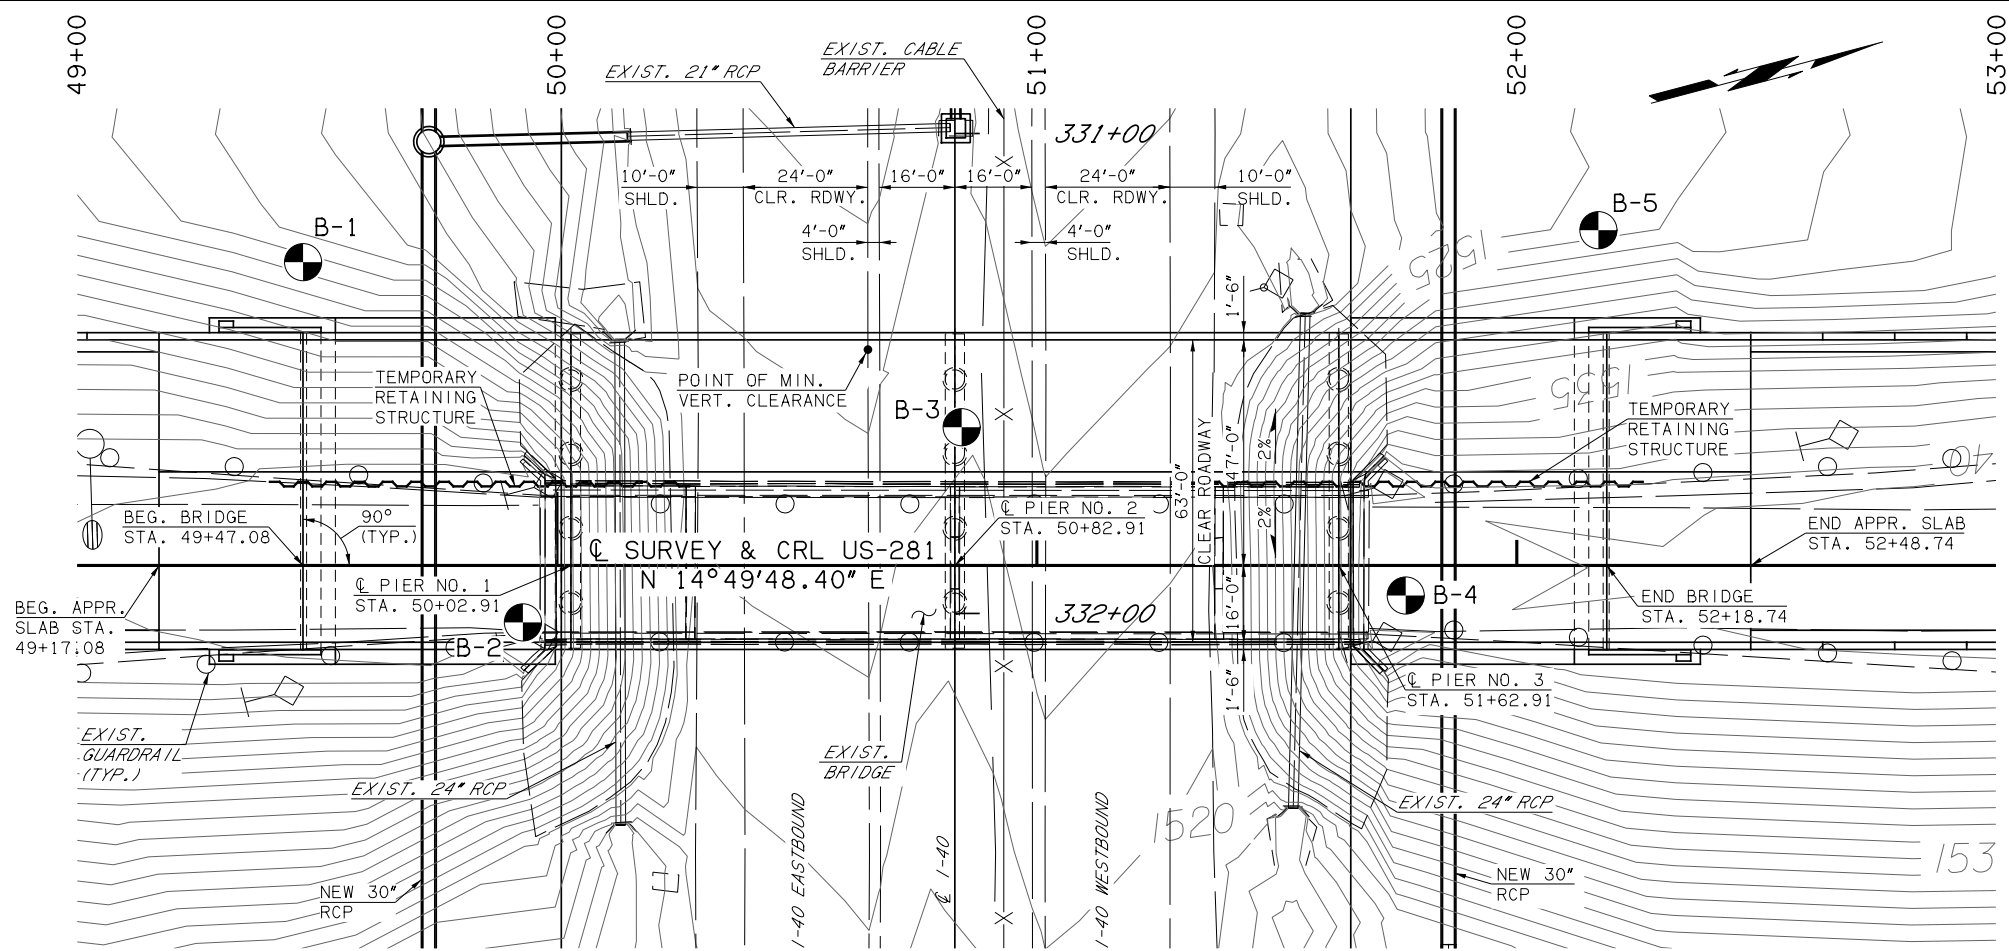 49+00
50+00
51+00
52+00
53+00
EXIST. 21" RCP
EXIST. CABLE
BARRIER
331+00
10'-0"
SHLD.
24'-0"
CLR. RDWY.
16'-0"
16'-0"
24'-0"
CLR. RDWY.
10'-0"
SHLD.
4'-0"
SHLD.
4'-0"
SHLD.
B-1
B-5
1525
1'-6"
TEMPORARY
RETAINING
STRUCTURE
POINT OF MIN.
VERT. CLEARANCE
B-3
1535
TEMPORARY
RETAINING
STRUCTURE
40
63'-0"
CLEAR ROADWAY
47'-0"
2%
2%
BEG. BRIDGE
STA. 49+47.08
90°
(TYP.)
℄ PIER NO. 2
STA. 50+82.91
END APPR. SLAB
STA. 52+48.74
℄ SURVEY & CRL US-281
N 14°49'48.40" E
℄ PIER NO. 1
STA. 50+02.91
BEG. APPR.
SLAB STA.
49+17.08
B-2
332+00
16'-0"
B-4
END BRIDGE
STA. 52+18.74
1'-6"
℄ PIER NO. 3
STA. 51+62.91
EXIST.
GUARDRAIL
(TYP.)
EXIST. 24" RCP
EXIST.
BRIDGE
EXIST. 24" RCP
1520
153
NEW 30"
RCP
I-40 EASTBOUND
℄ I-40
I-40 WESTBOUND
NEW 30"
RCP